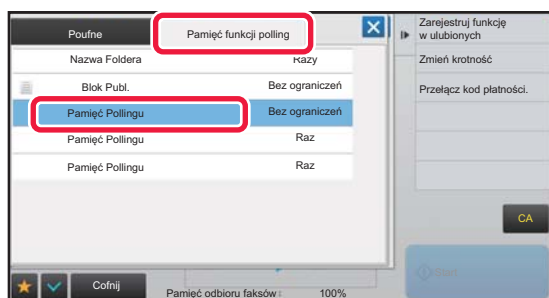 Poufne
Pamięć funkcji polling
Nazwa Foldera
Razy
Blok Publ.
Bez ograniczeń
Pamięć Pollingu
Bez ograniczeń
Pamięć Pollingu
Raz
Pamięć Pollingu
Raz
Cofnij
Pamięć odbioru faksów :
100%
Zarejestruj funkcję
w ulubionych
Zmień krotność
Przełącz kod płatności.
CA
Start